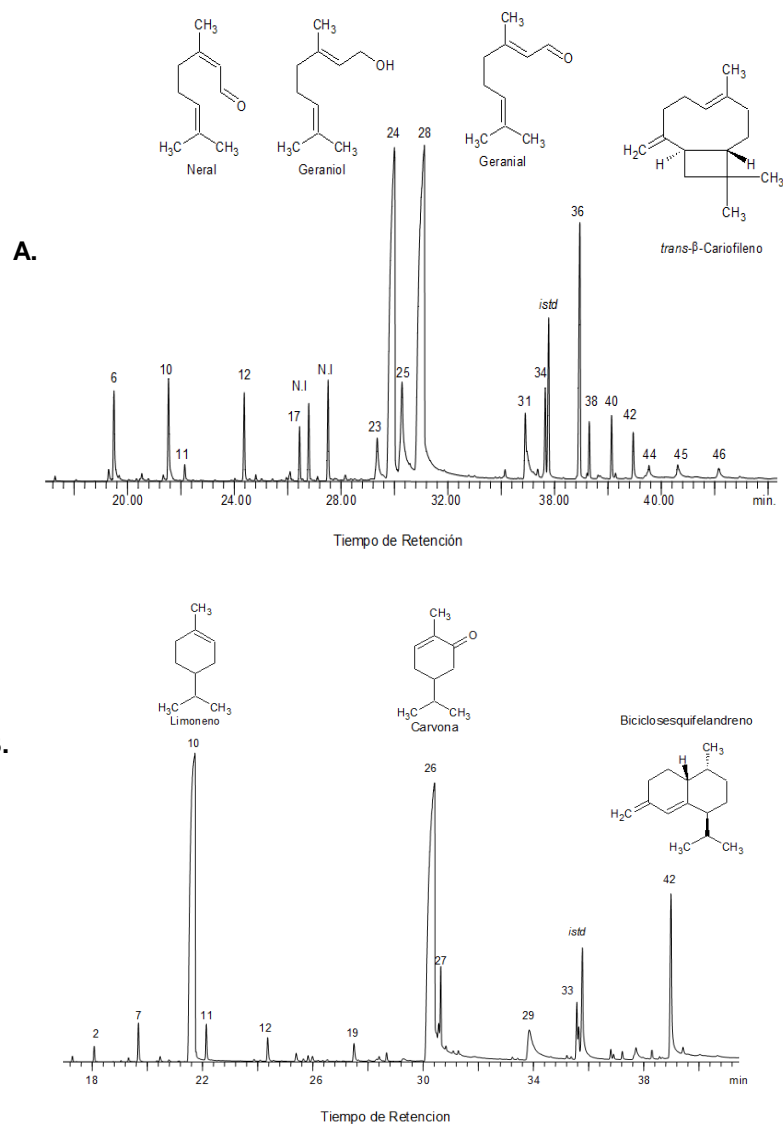 CH3
CH3
CH3
OH
O
O
H3C CH3
H3C CH3
H3C CH3
Neral
Geraniol
Geranial
CH3
H2C
H
H
CH3
CH3
trans-β-Cariofileno
A.
6
10
11
12
17
N.I
N.I
23
24
25
28
31
34
istd
36
38
40
42
44
45
46
20.00 24.00 28.00 30.00 32.00 38.00 40.00 min.
Tiempo de Retención
CH3
H3C CH3
Limoneno
CH3
O
H3C CH3
Carvona
Biciclosesquifelandreno
H CH3
H2C
H3C CH3
2
7
10
11
12
19
26
27
29
33
istd
42
18 22 26 30 34 38 min
Tiempo de Retencion